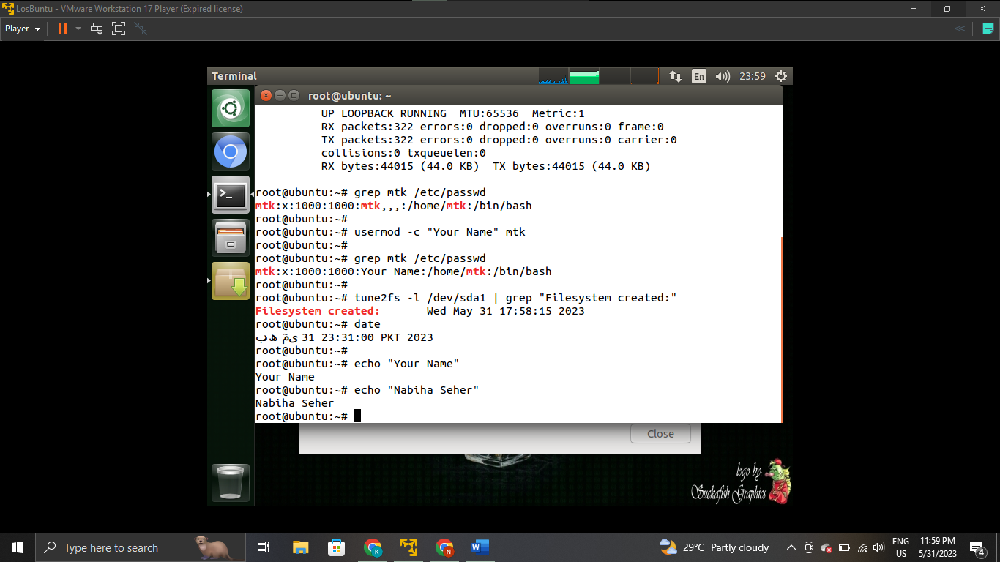 LosBuntu - VMware Workstation 17 Player (Expired license)
Player
Terminal
En
23:59
root@ubuntu: ~
UP LOOPBACK RUNNING  MTU:65536  Metric:1
RX packets:322 errors:0 dropped:0 overruns:0 frame:0
TX packets:322 errors:0 dropped:0 overruns:0 carrier:0
collisions:0 txqueuelen:0
RX bytes:44015 (44.0 KB)  TX bytes:44015 (44.0 KB)
root@ubuntu:~# grep mtk /etc/passwd
mtk:x:1000:1000:mtk,,,:/home/mtk:/bin/bash
root@ubuntu:~#
root@ubuntu:~# usermod -c "Your Name" mtk
root@ubuntu:~#
root@ubuntu:~# grep mtk /etc/passwd
mtk:x:1000:1000:Your Name:/home/mtk:/bin/bash
root@ubuntu:~#
root@ubuntu:~# tune2fs -l /dev/sda1 | grep "Filesystem created:"
Filesystem created:       Wed May 31 17:58:15 2023
root@ubuntu:~# date
31 23:31:00 PKT 2023
root@ubuntu:~#
root@ubuntu:~# echo "Your Name"
Your Name
root@ubuntu:~# echo "Nabiha Seher"
Nabiha Seher
root@ubuntu:~#
Close
logo by:
Suckafish Graphics
Type here to search
K
N
29°C Partly cloudy
ENG
US
11:59 PM
5/31/2023
4